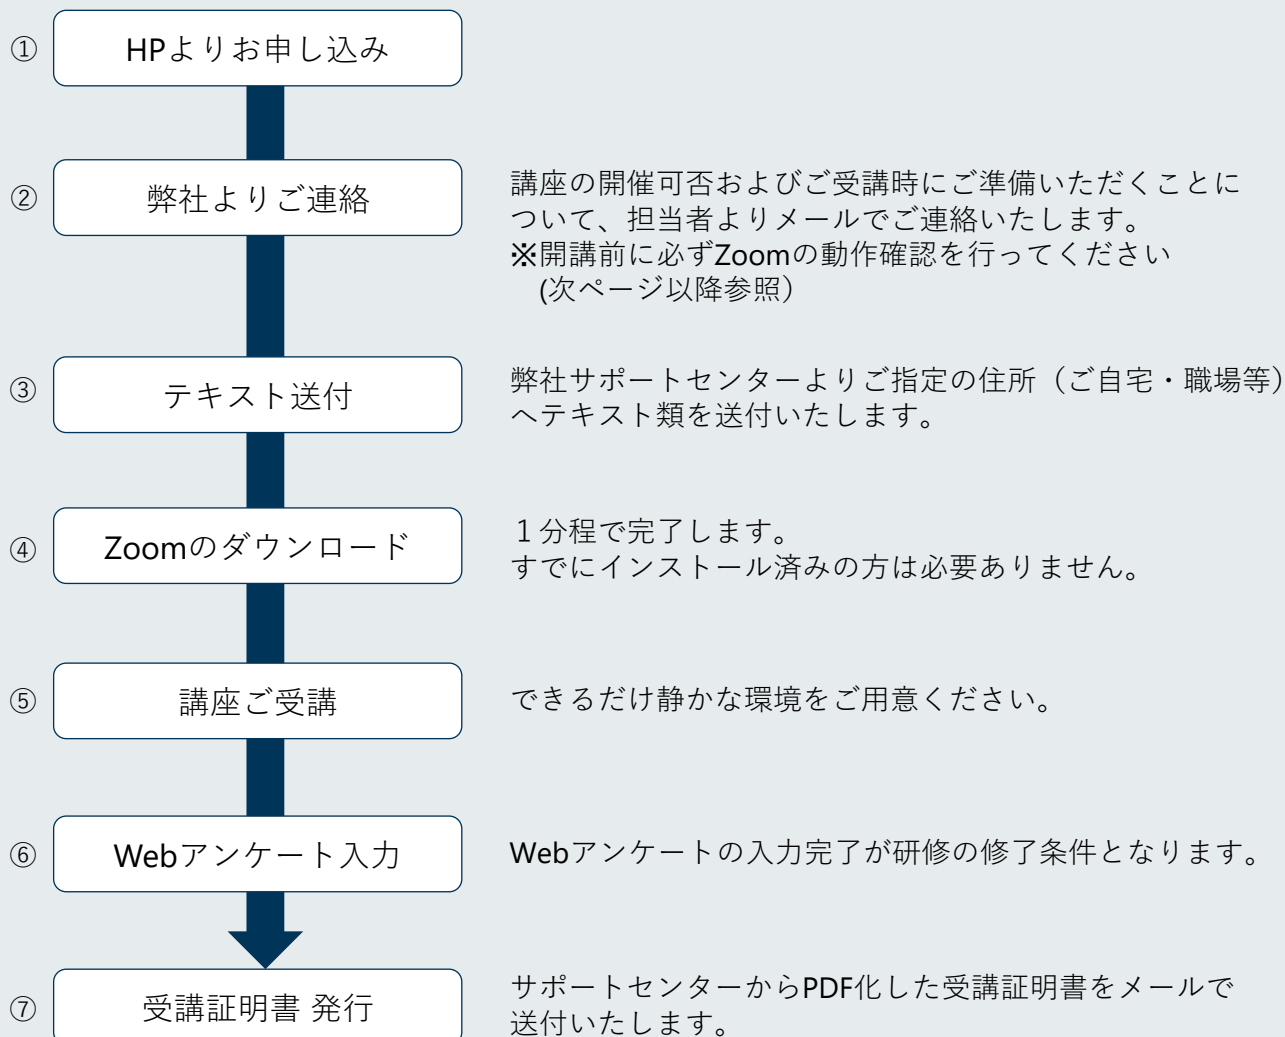 ① HPよりお申し込み
② 弊社よりご連絡
講座の開催可否およびご受講時にご準備いただくことに
ついて、担当者よりメールでご連絡いたします。
※開講前に必ずZoomの動作確認を行ってください
(次ページ以降参照）
③ テキスト送付
弊社サポートセンターよりご指定の住所（ご自宅・職場等）
へテキスト類を送付いたします。
④ Zoomのダウンロード
１分程で完了します。
すでにインストール済みの方は必要ありません。
⑤ 講座ご受講
できるだけ静かな環境をご用意ください。
⑥ Webアンケート入力
Webアンケートの入力完了が研修の修了条件となります。
⑦ 受講証明書 発行
サポートセンターからPDF化した受講証明書をメールで
送付いたします。